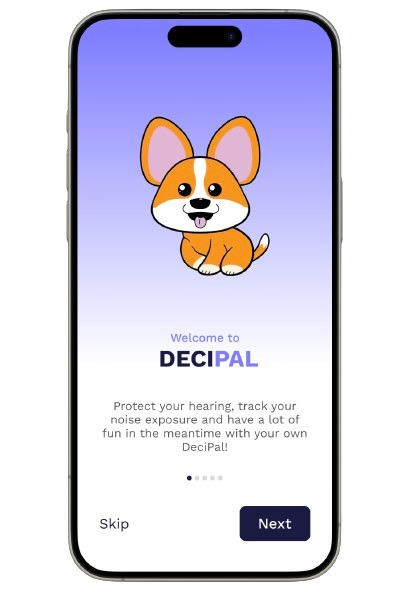 Welcome to
DECIPAL
Protect your hearing, track your
noise exposure and have a lot of
fun in the meantime with your own
DeciPal!
Skip
Next